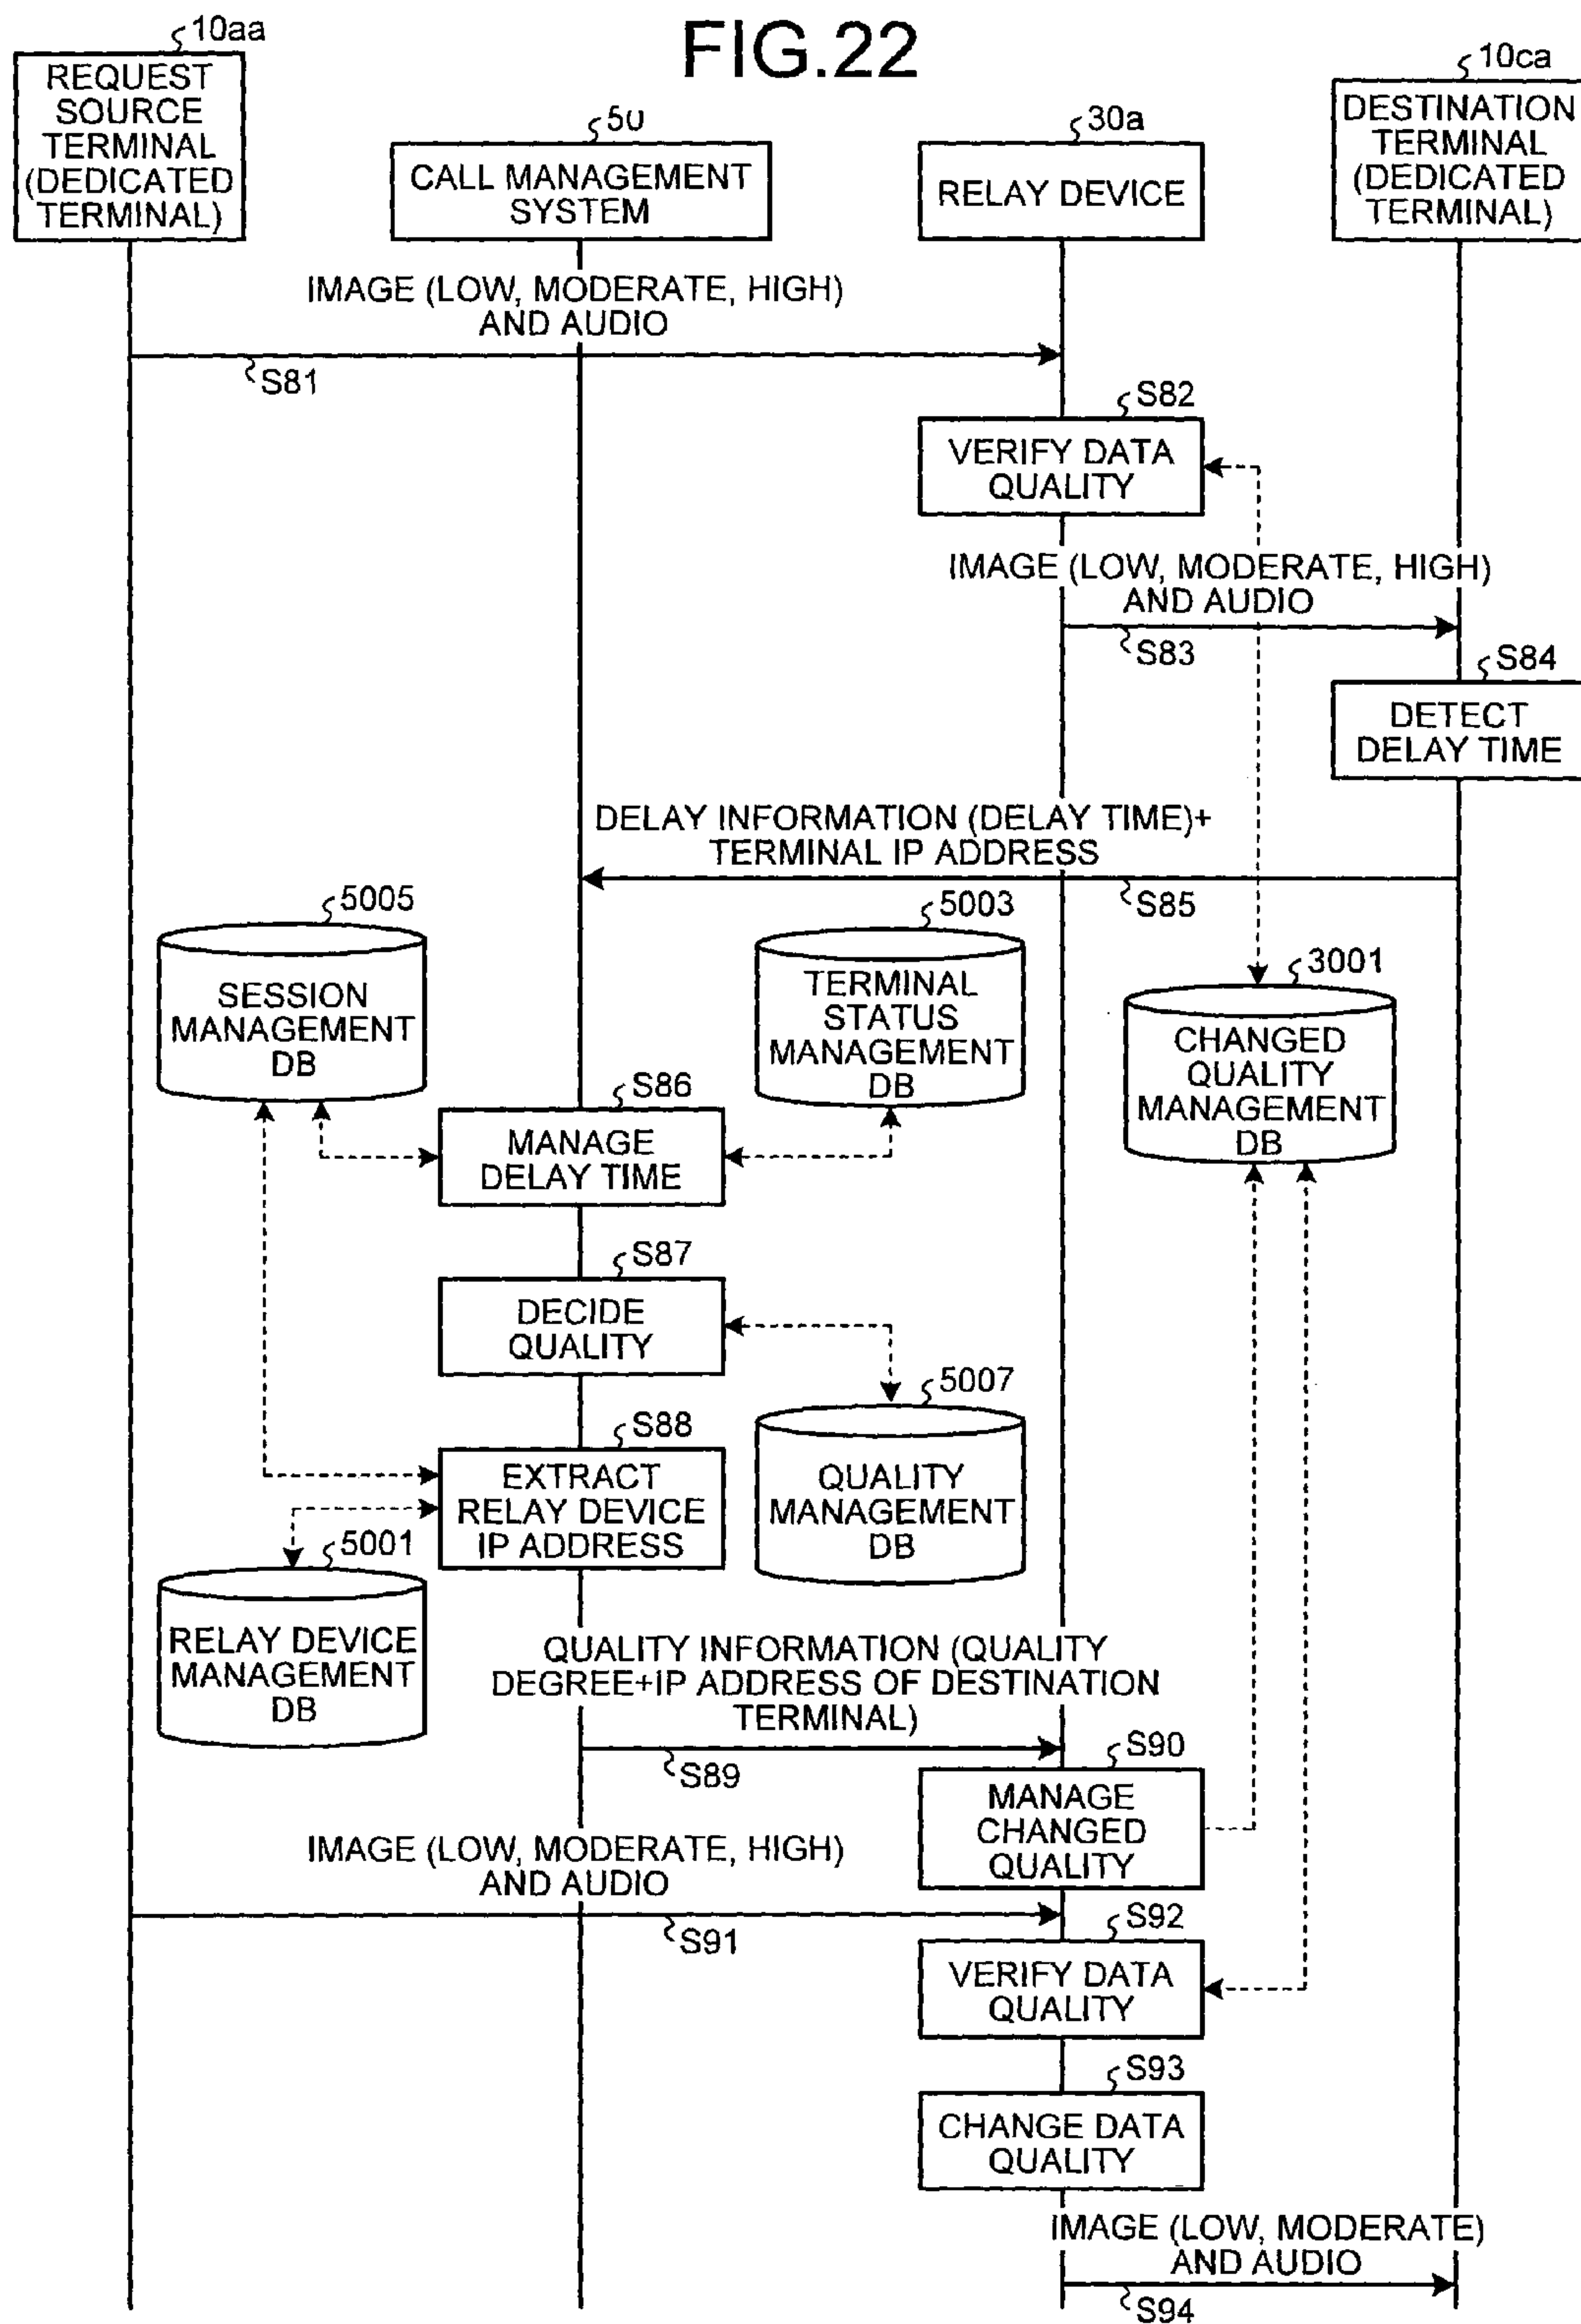 FIG.22
10aa
REQUEST
SOURCE
TERMINAL
(DEDICATED
TERMINAL)
50
CALL MANAGEMENT
SYSTEM
30a
RELAY DEVICE
10ca
DESTINATION
TERMINAL
(DEDICATED
TERMINAL)
IMAGE (LOW, MODERATE, HIGH)
AND AUDIO
S81
S82
VERIFY DATA
QUALITY
IMAGE (LOW, MODERATE, HIGH)
AND AUDIO
S83
S84
DETECT
DELAY TIME
DELAY INFORMATION (DELAY TIME)+
TERMINAL IP ADDRESS
S85
5005
SESSION
MANAGEMENT
DB
5003
TERMINAL
STATUS
MANAGEMENT
DB
3001
CHANGED
QUALITY
MANAGEMENT
DB
S86
MANAGE
DELAY TIME
S87
DECIDE
QUALITY
5007
QUALITY
MANAGEMENT
DB
S88
EXTRACT
RELAY DEVICE
IP ADDRESS
5001
RELAY DEVICE
MANAGEMENT
DB
QUALITY INFORMATION (QUALITY
DEGREE+IP ADDRESS OF DESTINATION
TERMINAL)
S89
S90
MANAGE
CHANGED
QUALITY
IMAGE (LOW, MODERATE, HIGH)
AND AUDIO
S91
S92
VERIFY DATA
QUALITY
S93
CHANGE DATA
QUALITY
IMAGE (LOW, MODERATE)
AND AUDIO
S94